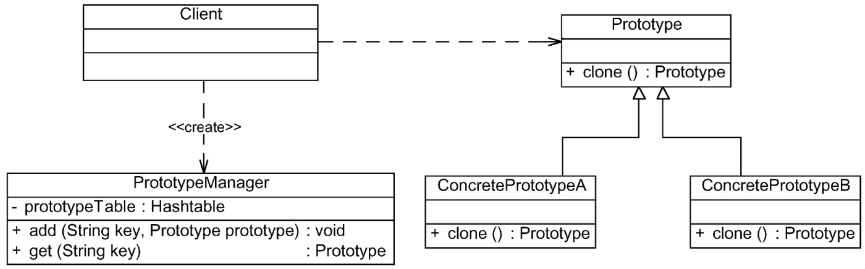 Client
Prototype
+ clone () : Prototype
<<create>>
PrototypeManager
- prototypeTable : Hashtable
+ add (String key, Prototype prototype) : void
+ get (String key) : Prototype
ConcretePrototypeA
+ clone () : Prototype
ConcretePrototypeB
+ clone () : Prototype